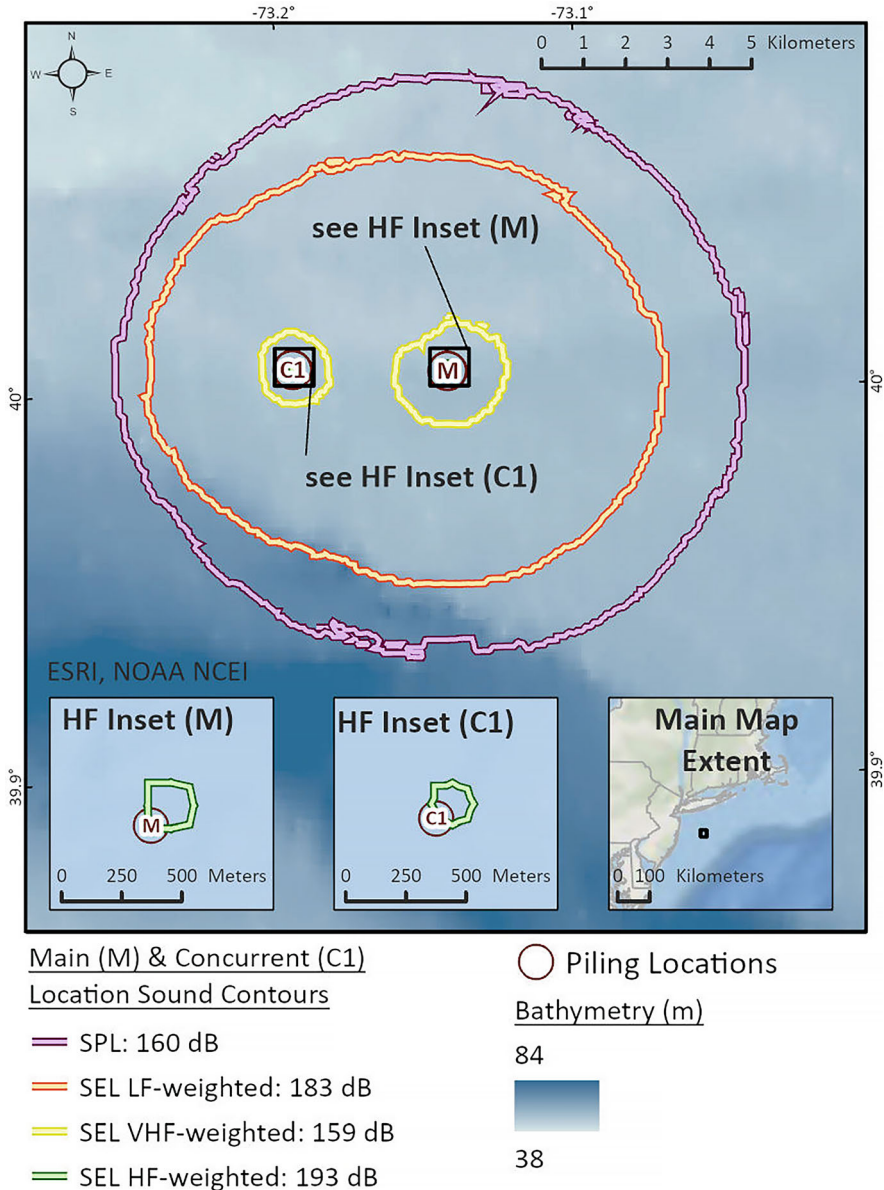 -73.2°
-73.1°
N
W
E
S
0 1 2 3 4 5 Kilometers
see HF Inset (M)
C1
M
40°
40°
see HF Inset (C1)
ESRI, NOAA NCEI
39.9°
39.9°
HF Inset (M)
M
0 250 500 Meters
HF Inset (C1)
C1
0 250 500 Meters
Main Map
Extent
0 100 Kilometers
Main (M) & Concurrent (C1)
Location Sound Contours
SPL: 160 dB
SEL LF-weighted: 183 dB
SEL VHF-weighted: 159 dB
SEL HF-weighted: 193 dB
Piling Locations
Bathymetry (m)
84
38